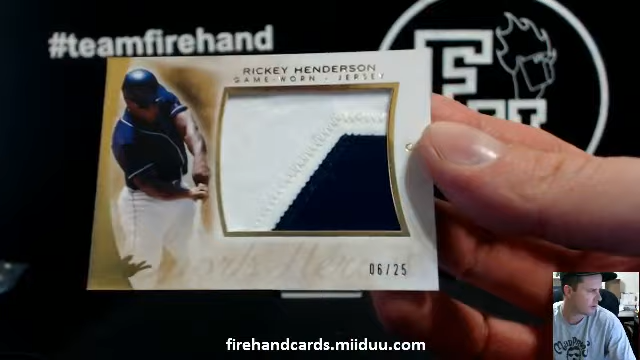 #teamfirehand
RICKEY HENDERSON
GAME-WORN · JERSEY
06/25
firehandcards.miiduu.com